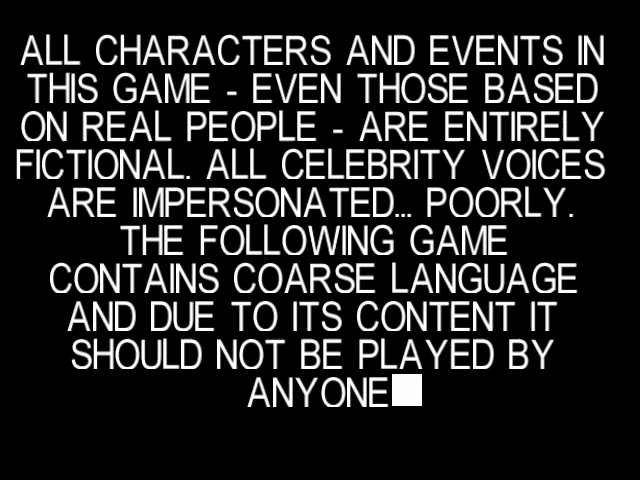 ALL CHARACTERS AND EVENTS IN
THIS GAME - EVEN THOSE BASED
ON REAL PEOPLE - ARE ENTIRELY
FICTIONAL. ALL CELEBRITY VOICES
ARE IMPERSONATED... POORLY.
THE FOLLOWING GAME
CONTAINS COARSE LANGUAGE
AND DUE TO ITS CONTENT IT
SHOULD NOT BE PLAYED BY
ANYONE